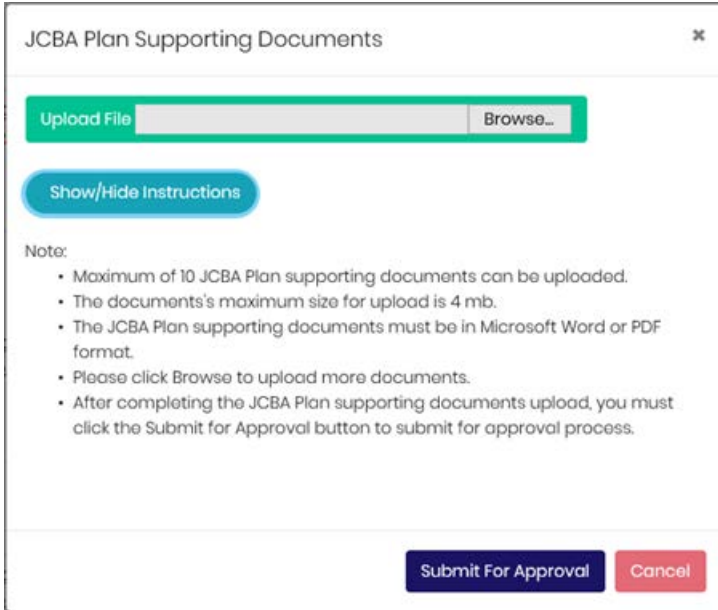 JCBA Plan Supporting Documents ×
Upload File Browse...
Show/Hide Instructions
Note:
• Maximum of 10 JCBA Plan supporting documents can be uploaded.
• The documents's maximum size for upload is 4 mb.
• The JCBA Plan supporting documents must be in Microsoft Word or PDF
format.
• Please click Browse to upload more documents.
• After completing the JCBA Plan supporting documents upload, you must
click the Submit for Approval button to submit for approval process.
Submit For Approval Cancel